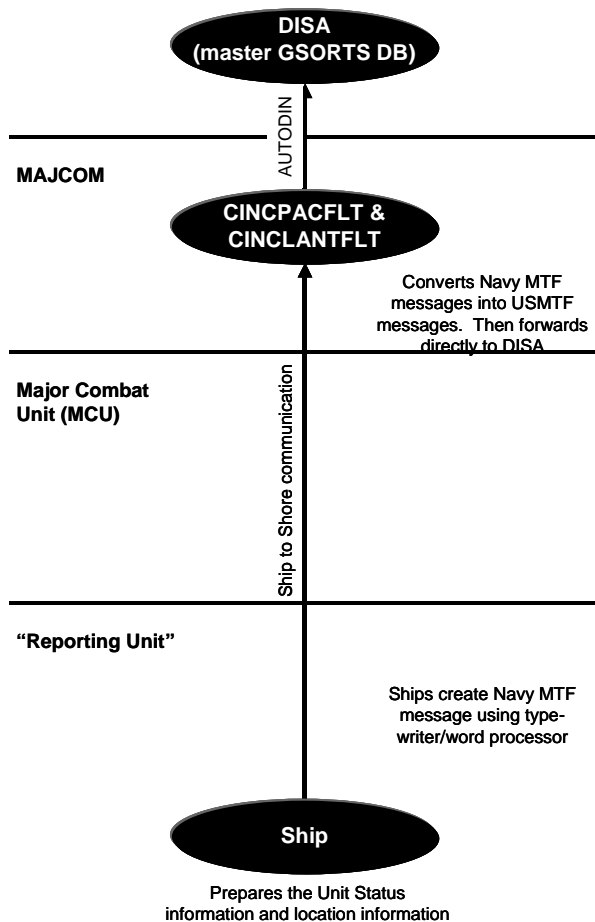 DISA
(master GSORTS DB)
AUTODIN
MAJCOM
CINCPACFLT &
CINCLANTFLT
Converts Navy MTF
messages into USMTF
messages.  Then forwards
directly to DISA
Major Combat
Unit (MCU)
Ship to Shore communication
“Reporting Unit”
Ships create Navy MTF
message using type-
writer/word processor
Ship
Prepares the Unit Status
information and location information